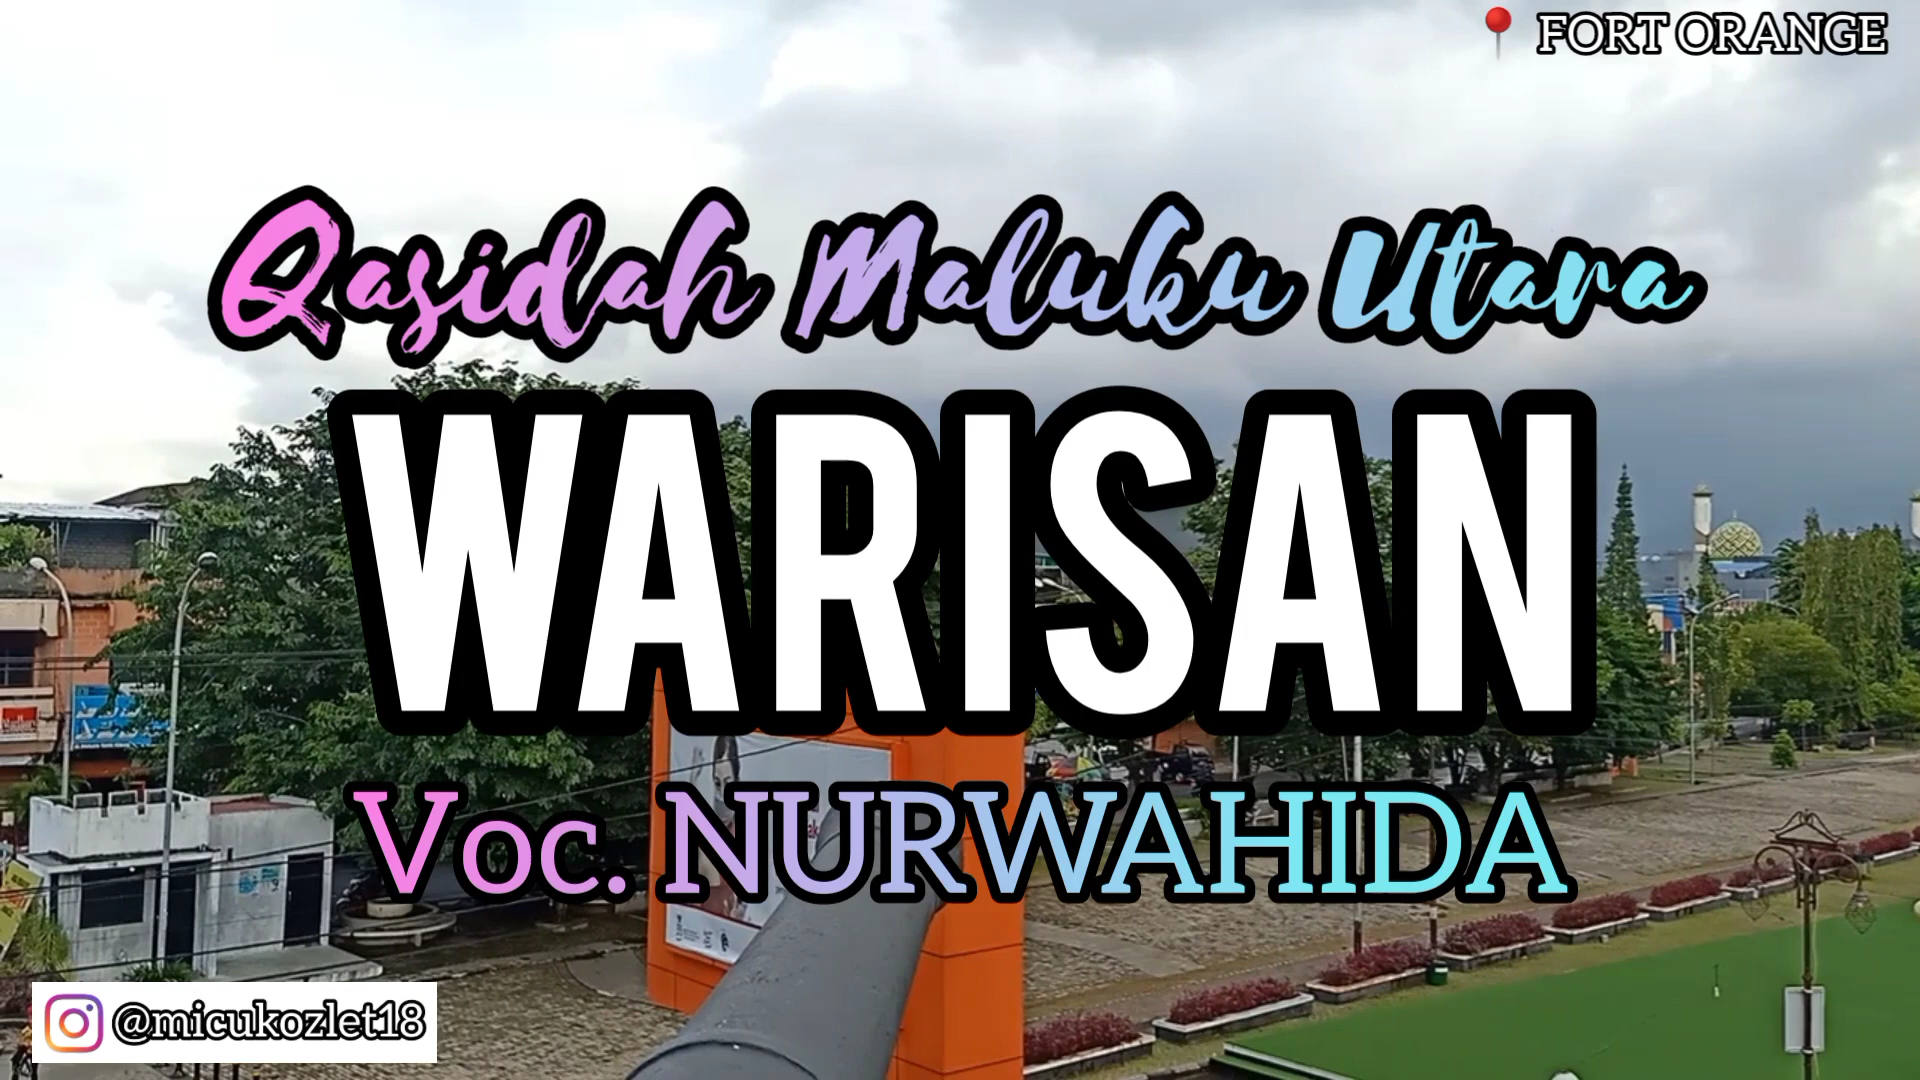 FORT ORANGE
Qasidah Maluku Utara
WARISAN
Voc. NURWAHIDA
@micukozlet18